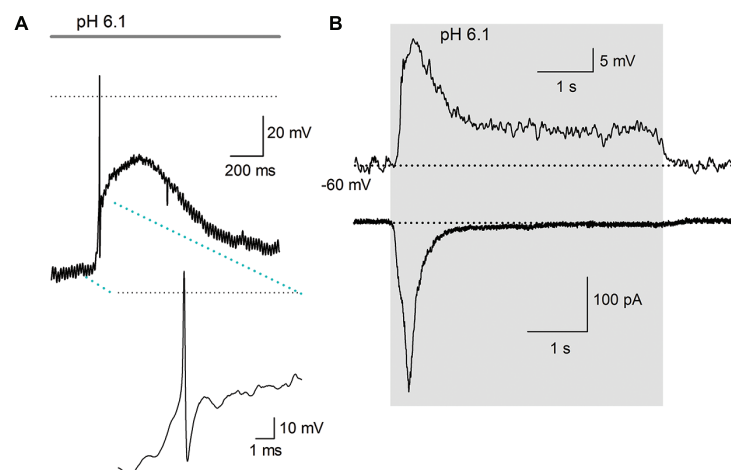 A
pH 6.1
20 mV
200 ms
10 mV
1 ms
B
pH 6.1
5 mV
1 s
-60 mV
100 pA
1 s